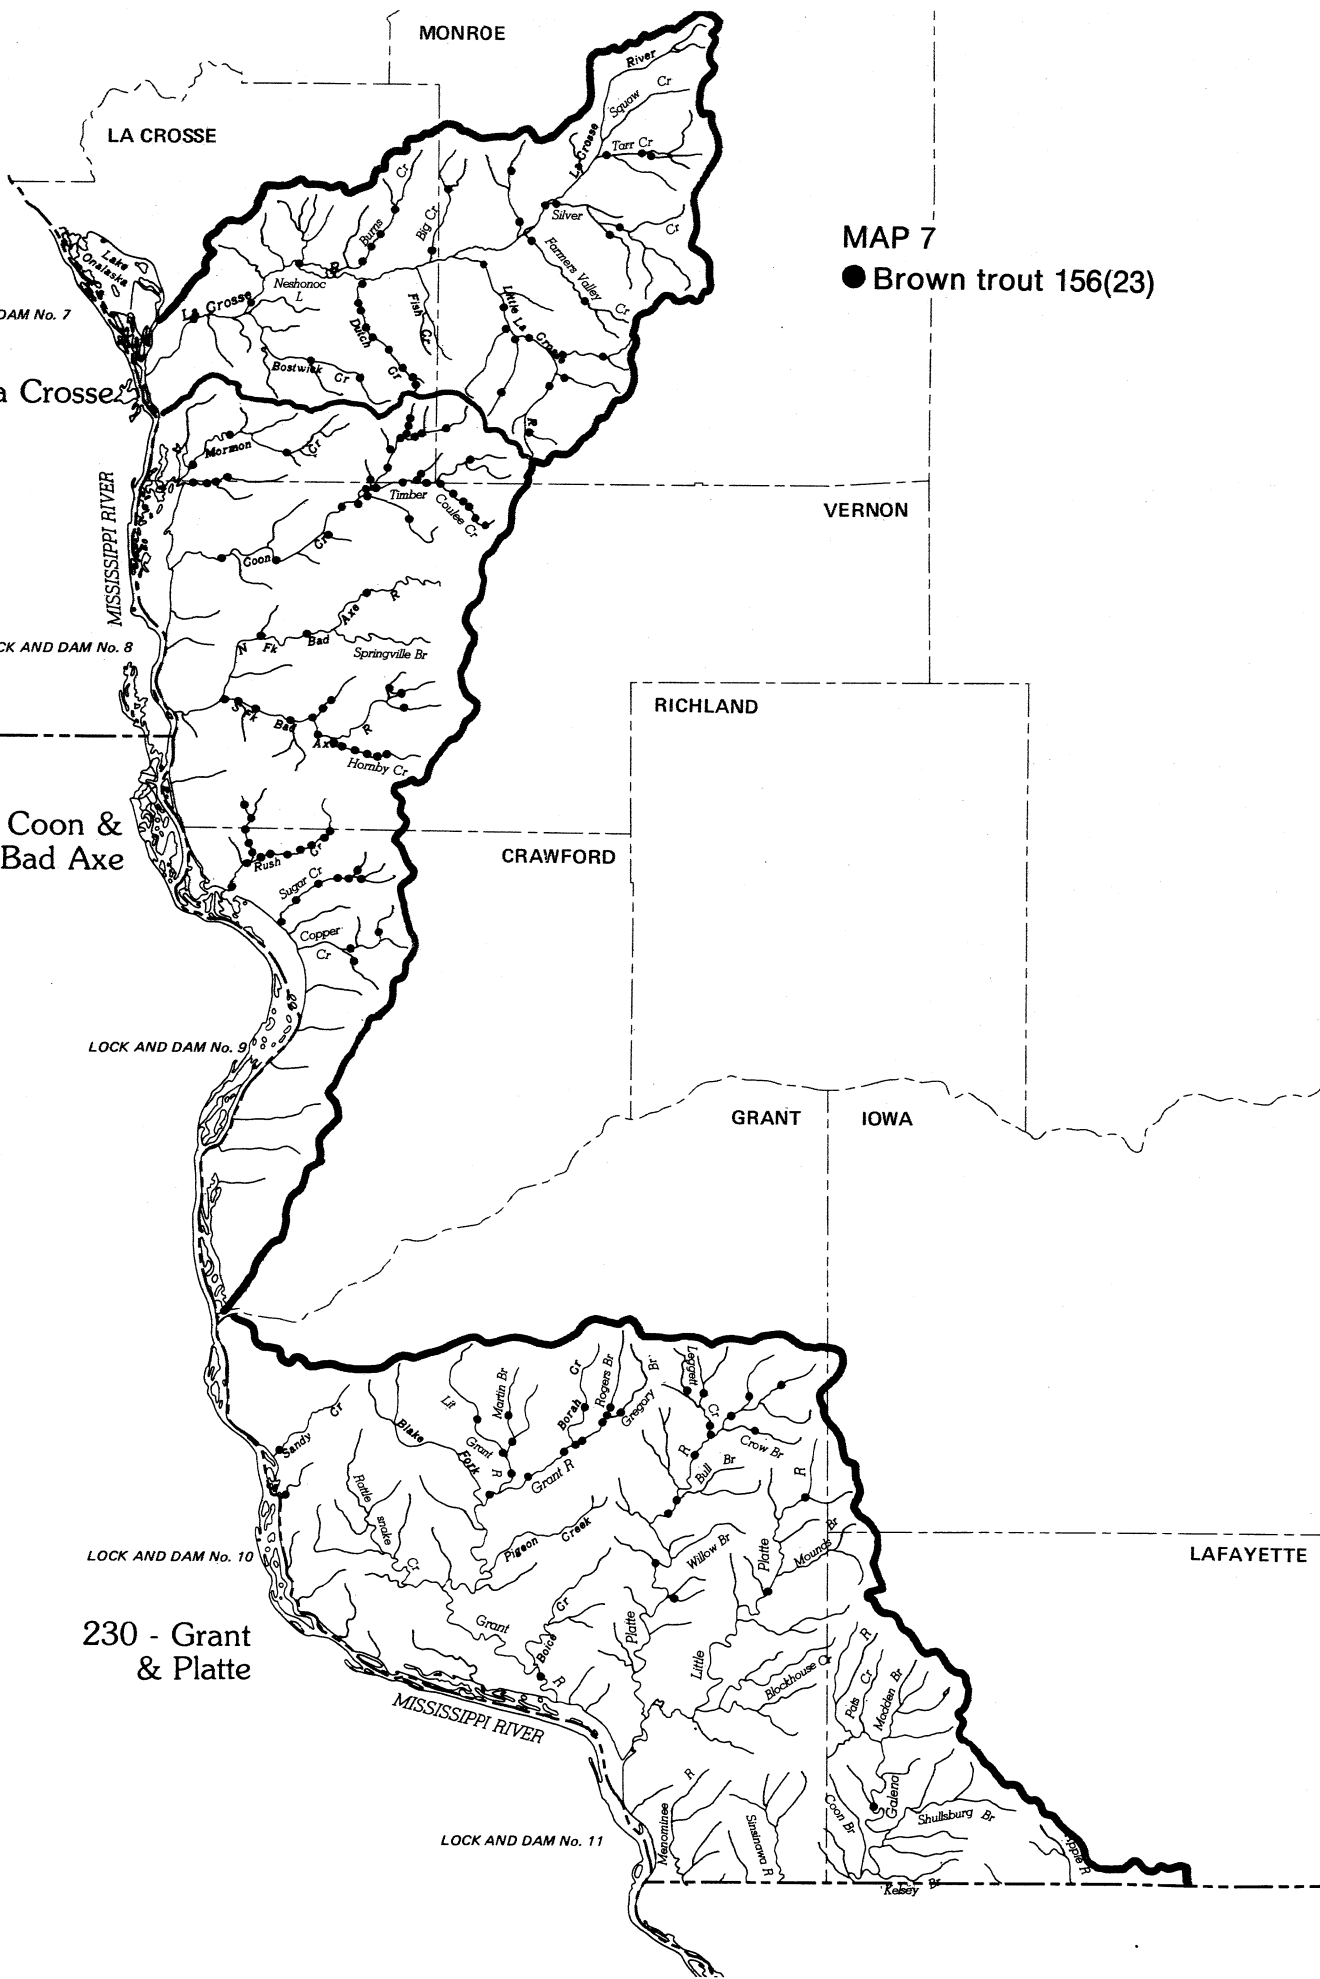 MONROE
River
Cr
Squaw
LA CROSSE
La Crosse
Tarr Cr
Cr
Silver
Burns
Big Cr
Cr
MAP 7
Lake
Onalaska
Farmers Valley
Cr
● Brown trout 156(23)
Neshonoc
L
La Crosse
Fish Cr
Little La Crosse
R
DAM No. 7
Dutch
Cr
Bostwick Cr
a Crosse
Mormon
Cr
MISSISSIPPI RIVER
Timber
Coulee Cr
VERNON
Coon
Cr
Axe
R
N Fk Bad
Springville Br
CK AND DAM No. 8
RICHLAND
S Fk
Bad
Axe
R
Hornby Cr
Coon &
Bad Axe
CRAWFORD
Rush
Cr
Sugar Cr
Copper
Cr
LOCK AND DAM No. 9
GRANT
IOWA
Lit
Martin Br
Borah
Cr
Rogers Br
Gregory
Br
Leggett
Cr
Sandy
Cr
Blake
Fork
Grant
R
Grant R
R
Bull Br
Crow Br
R
Rattle
snake
Cr
Pigeon Creek
Willow Br
Platte
Mounds
Br
LOCK AND DAM No. 10
LAFAYETTE
230 - Grant
& Platte
Grant
Boice
Cr
R
Platte
Little
Blockhouse Cr
R
Pats Cr
Madden Br
MISSISSIPPI RIVER
R
Menominee
Sinsinawa R
Coon Br
Galena
Shullsburg Br
LOCK AND DAM No. 11
Apple R
Kelsey Br